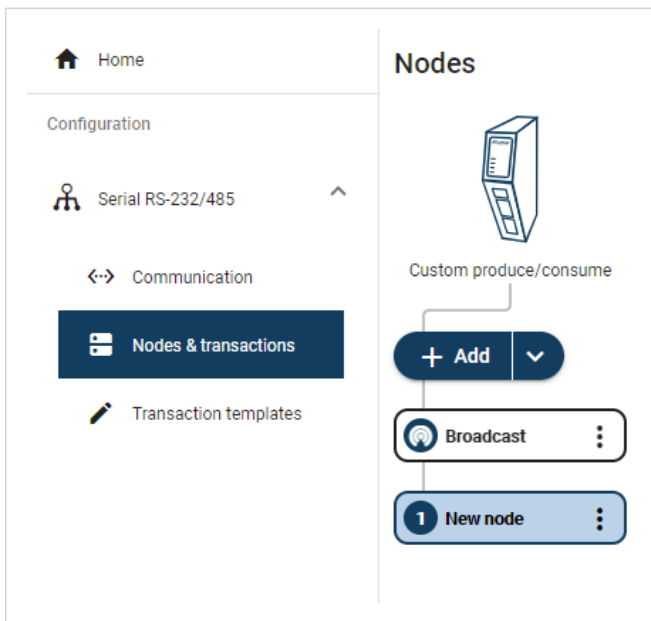 Home
Configuration
Serial RS-232/485
Communication
Nodes & transactions
Transaction templates
Nodes
Custom produce/consume
Add
Broadcast
1 New node